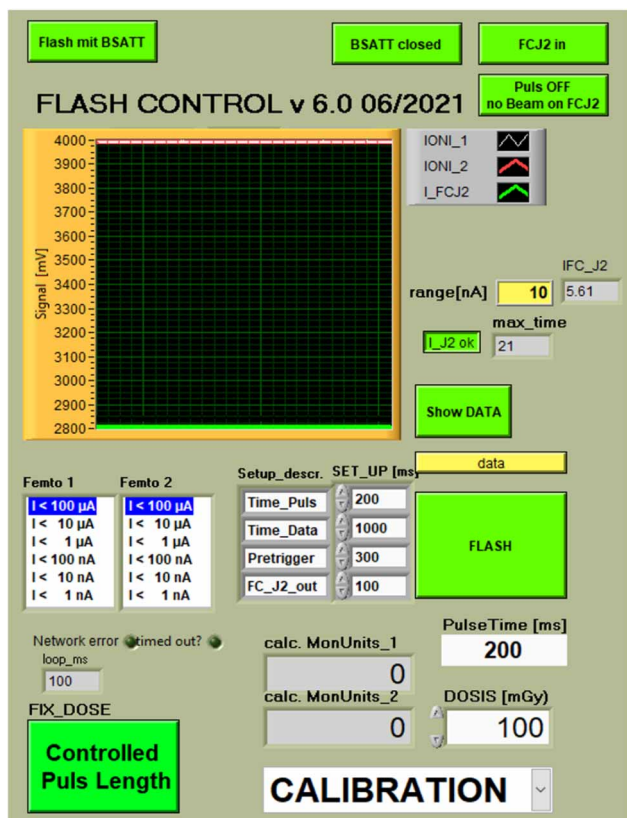 Flash mit BSATT
BSATT closed
FCJ2 in
Puls OFF
no Beam on FCJ2
FLASH CONTROL v 6.0 06/2021
IONI_1
IONI_2
I_FCJ2
Signal [mV]
4000
3900
3800
3700
3600
3500
3400
3300
3200
3100
3000
2900
2800
IFC_J2
range[nA] 10 5.61
max_time
I_J2 ok 21
Show DATA
data
Femto 1
I < 100 µA
I < 10 µA
I < 1 µA
I < 100 nA
I < 10 nA
I < 1 nA
Femto 2
I < 100 µA
I < 10 µA
I < 1 µA
I < 100 nA
I < 10 nA
I < 1 nA
Setup_descr. SET_UP [ms]
Time_Puls 200
Time_Data 1000
Pretrigger 300
FC_J2_out 100
FLASH
Network error timed out?
loop_ms
100
calc. MonUnits_1
0
calc. MonUnits_2
0
PulseTime [ms]
200
DOSIS [mGy)
100
FIX_DOSE
Controlled
Puls Length
CALIBRATION